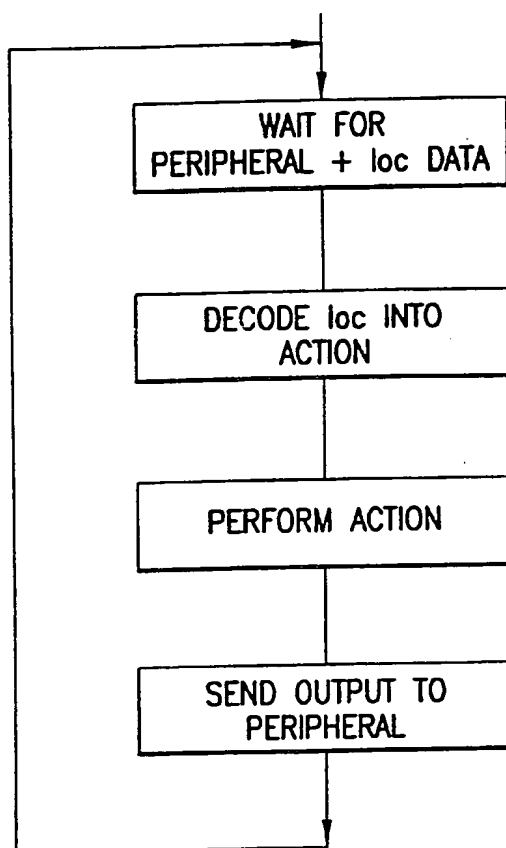 WAIT FOR
PERIPHERAL + loc DATA
DECODE loc INTO
ACTION
PERFORM ACTION
SEND OUTPUT TO
PERIPHERAL